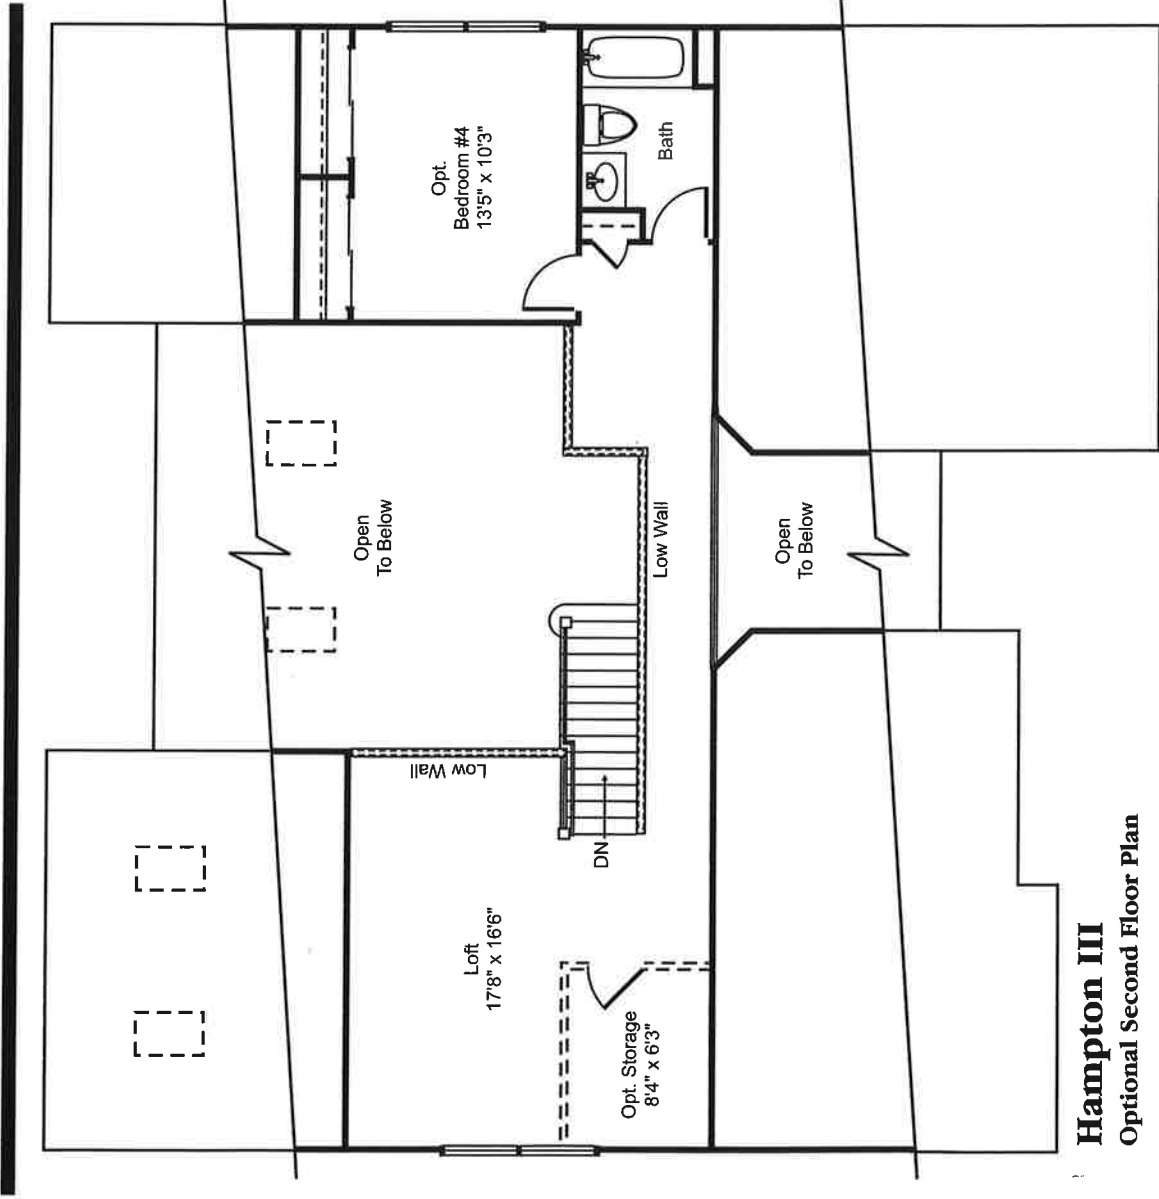 Opt.
Bedroom #4
13'5" x 10'3"
Bath
Open
To Below
Low Wall
Open
To Below
Low Wall
DN
Loft
17'8" x 16'6"
Opt. Storage
8'4" x 6'3"
Hampton III
Optional Second Floor Plan